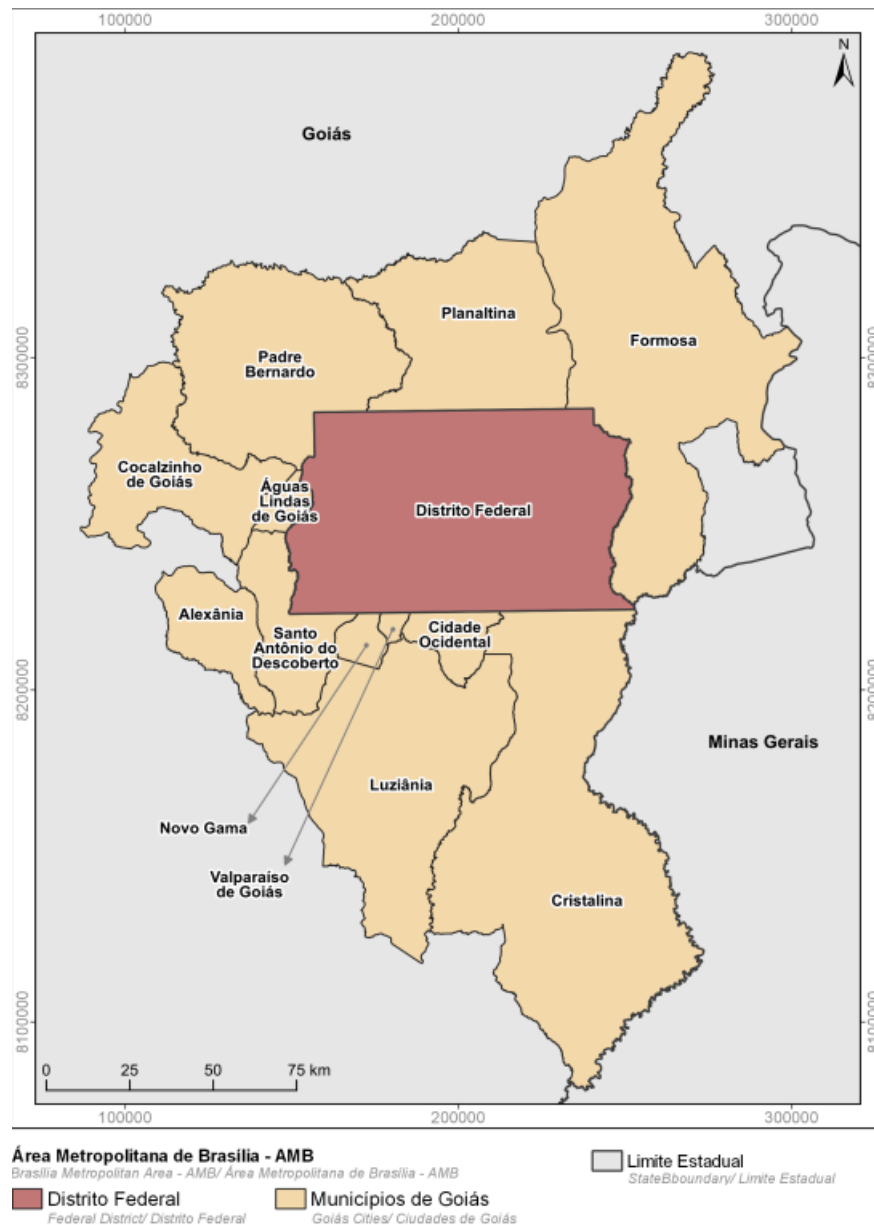 100000 200000 300000
N
Goiás
Planaltina
Formosa
8300000 8300000
Padre
Bernardo
Cocalzinho
de Goiás
Águas
Lindas
de Goiás
Distrito Federal
Alexânia
Santo
Antônio do
Descoberto
Cidade
Ocidental
8200000 8200000
Minas Gerais
Luziânia
Novo Gama
Valparaíso
de Goiás
Cristalina
8100000 8100000
0 25 50 75 km
100000 200000 300000
Área Metropolitana de Brasília - AMB
Brasília Metropolitan Area - AMB/ Área Metropolitana de Brasília - AMB
Distrito Federal
Federal District/ Distrito Federal
Municípios de Goiás
Goiás Cities/ Ciudades de Goiás
Limite Estadual
StateBboundary/ Limite Estadual